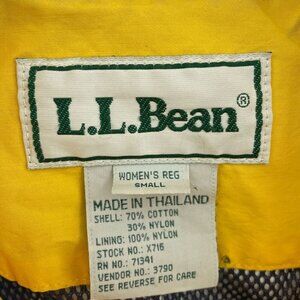 L.L.Bean®
WOMEN'S REG
SMALL
MADE IN THAILAND
SHELL: 70% COTTON
30% NYLON
LINING: 100% NYLON
STOCK NO.: X716
RN NO.: 71341
VENDOR NO.: 3790
SEE REVERSE FOR CARE